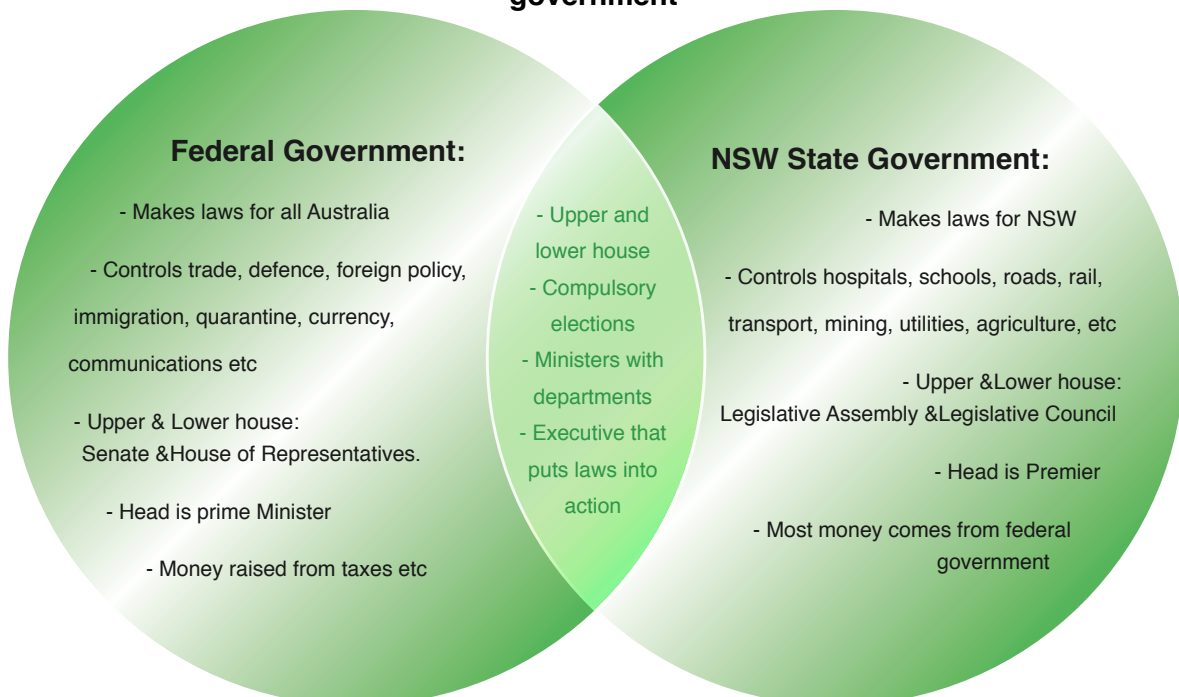 government
Federal Government:
- Makes laws for all Australia
- Controls trade, defence, foreign policy,
immigration, quarantine, currency,
communications etc
- Upper & Lower house:
Senate &House of Representatives.
- Head is prime Minister
- Money raised from taxes etc
- Upper and
lower house
- Compulsory
elections
- Ministers with
departments
- Executive that
puts laws into
action
NSW State Government:
- Makes laws for NSW
- Controls hospitals, schools, roads, rail,
transport, mining, utilities, agriculture, etc
- Upper &Lower house:
Legislative Assembly &Legislative Council
- Head is Premier
- Most money comes from federal
government